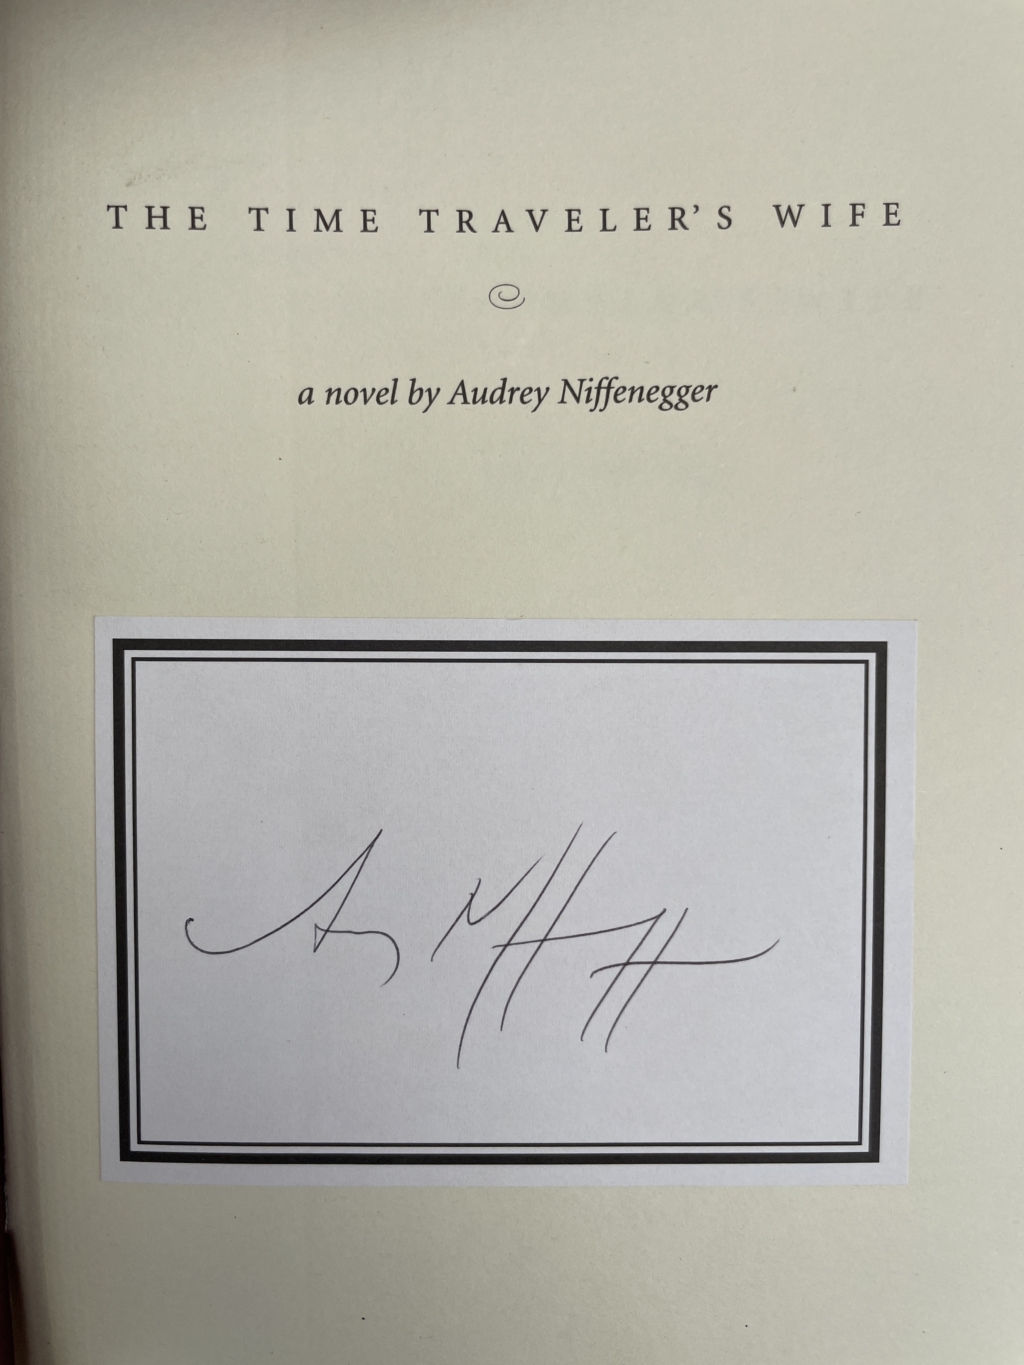 THE TIME TRAVELER'S WIFE
a novel by Audrey Niffenegger